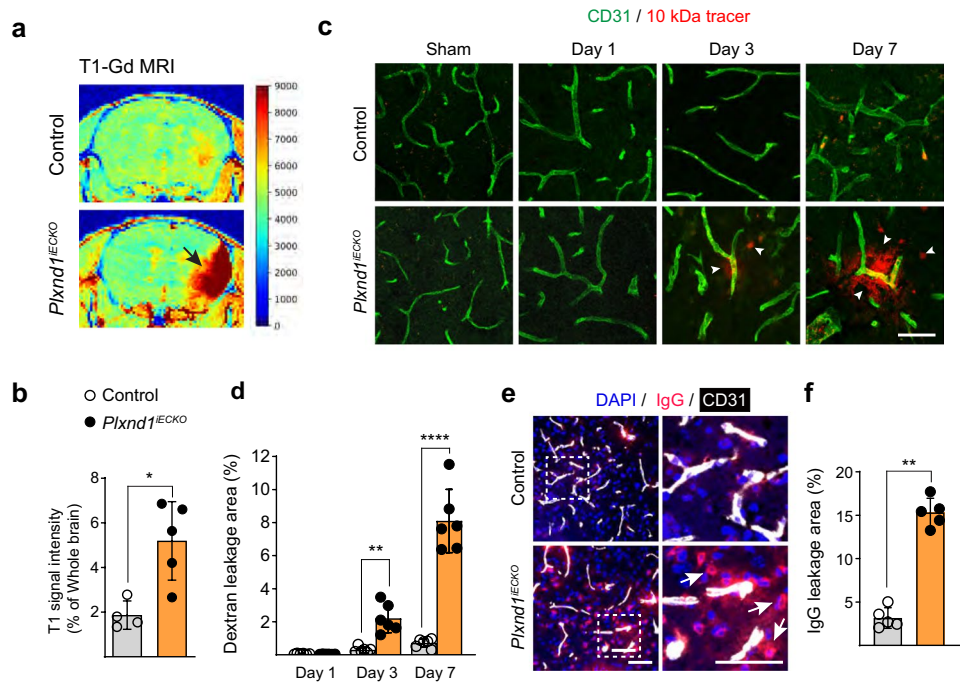 a
T1-Gd MRI
Control
Plxnd1iECKO
9000
8000
7000
6000
5000
4000
3000
2000
1000
0
c
CD31 / 10 kDa tracer
Sham
Day 1
Day 3
Day 7
Control
Plxnd1iECKO
b
Control
Plxnd1iECKO
T1 signal intensity
(% of Whole brain)
8
6
4
2
*
d
Dextran leakage area (%)
12
10
8
6
4
2
0
**
****
Day 1
Day 3
Day 7
e
DAPI / IgG / CD31
Control
Plxnd1iECKO
f
IgG leakage area (%)
20
15
10
5
**